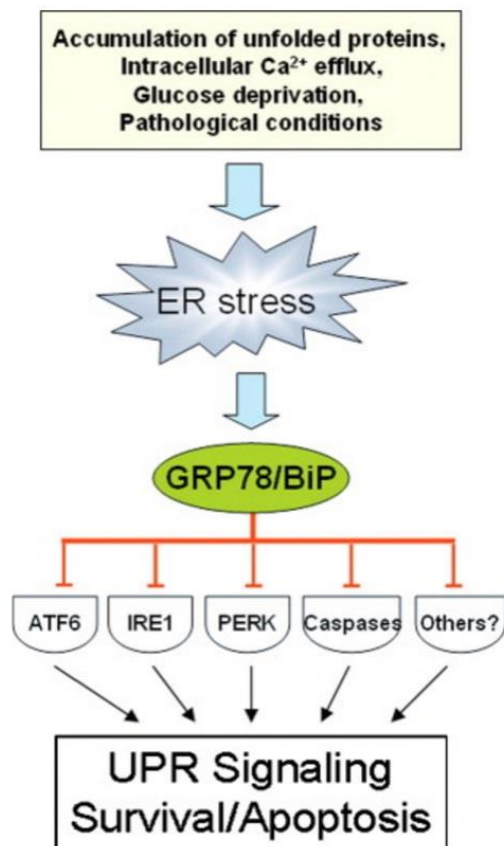 Accumulation of unfolded proteins,
Intracellular Ca²⁺ efflux,
Glucose deprivation,
Pathological conditions
ER stress
GRP78/BiP
ATF6 IRE1 PERK Caspases Others?
UPR Signaling
Survival/Apoptosis